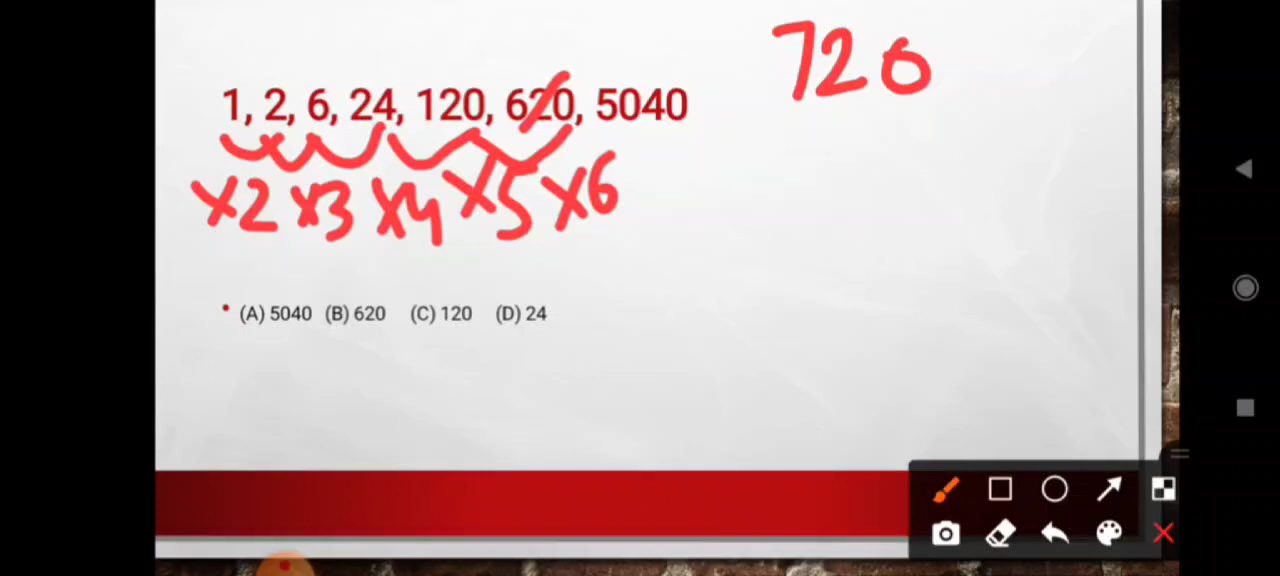 720
1, 2, 6, 24, 120, 620, 5040
×2 ×3 ×4 ×5 ×6
• (A) 5040 (B) 620 (C) 120 (D) 24